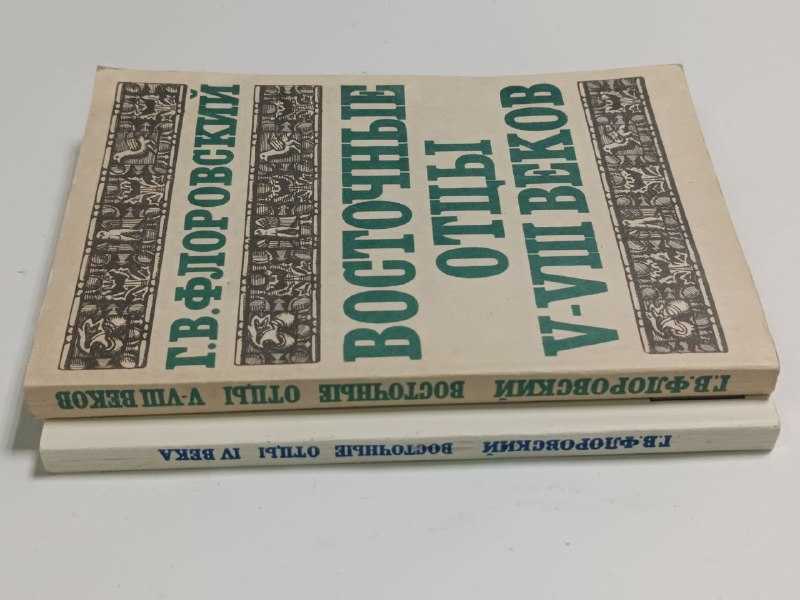 Г.В.ФЛОРОВСКИЙ
ВОСТОЧНЫЕ
ОТЦЫ
V-VIII ВЕКОВ
Г.В.ФЛОРОВСКИЙ ВОСТОЧНЫЕ ОТЦЫ V-VIII ВЕКОВ
Г.В.ФЛОРОВСКИЙ ВОСТОЧНЫЕ ОТЦЫ IV ВЕКА